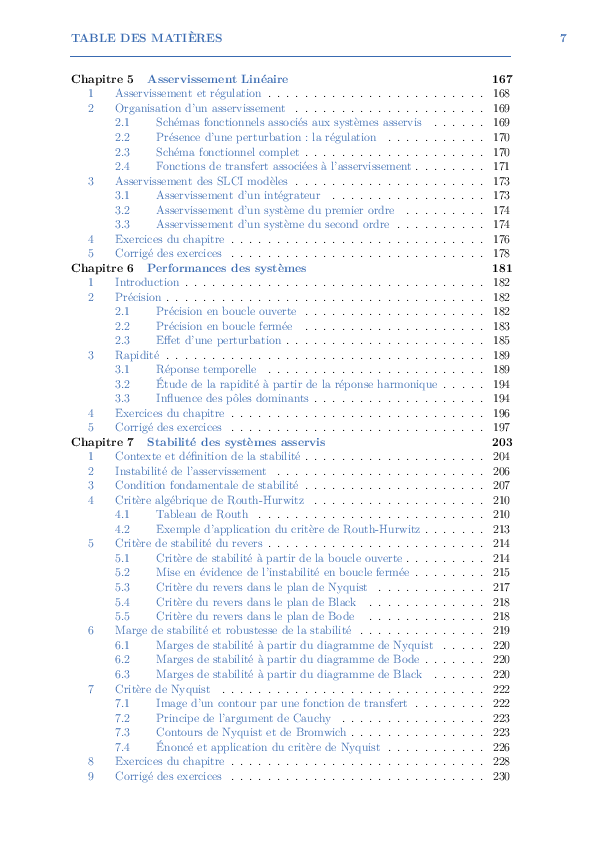 TABLE DES MATIÈRES 7
Chapitre 5 Asservissement Linéaire 167
1 Asservissement et régulation . . . . . . . . . . . . . . . . . . . . . . . . 168
2 Organisation d'un asservissement . . . . . . . . . . . . . . . . . . . . . 169
2.1 Schémas fonctionnels associés aux systèmes asservis . . . . . . 169
2.2 Présence d'une perturbation : la régulation . . . . . . . . . . . 170
2.3 Schéma fonctionnel complet . . . . . . . . . . . . . . . . . . . . 170
2.4 Fonctions de transfert associées à l'asservissement . . . . . . . . 171
3 Asservissement des SLCI modèles . . . . . . . . . . . . . . . . . . . . . 173
3.1 Asservissement d'un intégrateur . . . . . . . . . . . . . . . . . 173
3.2 Asservissement d'un système du premier ordre . . . . . . . . . 174
3.3 Asservissement d'un système du second ordre . . . . . . . . . . 174
4 Exercices du chapitre . . . . . . . . . . . . . . . . . . . . . . . . . . . . 176
5 Corrigé des exercices . . . . . . . . . . . . . . . . . . . . . . . . . . . . 178
Chapitre 6 Performances des systèmes 181
1 Introduction . . . . . . . . . . . . . . . . . . . . . . . . . . . . . . . . . 182
2 Précision . . . . . . . . . . . . . . . . . . . . . . . . . . . . . . . . . . . 182
2.1 Précision en boucle ouverte . . . . . . . . . . . . . . . . . . . . 182
2.2 Précision en boucle fermée . . . . . . . . . . . . . . . . . . . . 183
2.3 Effet d'une perturbation . . . . . . . . . . . . . . . . . . . . . . 185
3 Rapidité . . . . . . . . . . . . . . . . . . . . . . . . . . . . . . . . . . . 189
3.1 Réponse temporelle . . . . . . . . . . . . . . . . . . . . . . . . 189
3.2 Étude de la rapidité à partir de la réponse harmonique . . . . . 194
3.3 Influence des pôles dominants . . . . . . . . . . . . . . . . . . . 194
4 Exercices du chapitre . . . . . . . . . . . . . . . . . . . . . . . . . . . . 196
5 Corrigé des exercices . . . . . . . . . . . . . . . . . . . . . . . . . . . . 197
Chapitre 7 Stabilité des systèmes asservis 203
1 Contexte et définition de la stabilité . . . . . . . . . . . . . . . . . . . . 204
2 Instabilité de l'asservissement . . . . . . . . . . . . . . . . . . . . . . . 206
3 Condition fondamentale de stabilité . . . . . . . . . . . . . . . . . . . . 207
4 Critère algébrique de Routh-Hurwitz . . . . . . . . . . . . . . . . . . . 210
4.1 Tableau de Routh . . . . . . . . . . . . . . . . . . . . . . . . . 210
4.2 Exemple d'application du critère de Routh-Hurwitz . . . . . . . 213
5 Critère de stabilité du revers . . . . . . . . . . . . . . . . . . . . . . . . 214
5.1 Critère de stabilité à partir de la boucle ouverte . . . . . . . . . 214
5.2 Mise en évidence de l'instabilité en boucle fermée . . . . . . . . 215
5.3 Critère du revers dans le plan de Nyquist . . . . . . . . . . . . 217
5.4 Critère du revers dans le plan de Black . . . . . . . . . . . . . 218
5.5 Critère du revers dans le plan de Bode . . . . . . . . . . . . . 218
6 Marge de stabilité et robustesse de la stabilité . . . . . . . . . . . . . . 219
6.1 Marges de stabilité à partir du diagramme de Nyquist . . . . . 220
6.2 Marges de stabilité à partir du diagramme de Bode . . . . . . . 220
6.3 Marges de stabilité à partir du diagramme de Black . . . . . . 220
7 Critère de Nyquist . . . . . . . . . . . . . . . . . . . . . . . . . . . . . 222
7.1 Image d'un contour par une fonction de transfert . . . . . . . . 222
7.2 Principe de l'argument de Cauchy . . . . . . . . . . . . . . . . 223
7.3 Contours de Nyquist et de Bromwich . . . . . . . . . . . . . . . 223
7.4 Énoncé et application du critère de Nyquist . . . . . . . . . . . 226
8 Exercices du chapitre . . . . . . . . . . . . . . . . . . . . . . . . . . . . 228
9 Corrigé des exercices . . . . . . . . . . . . . . . . . . . . . . . . . . . . 230